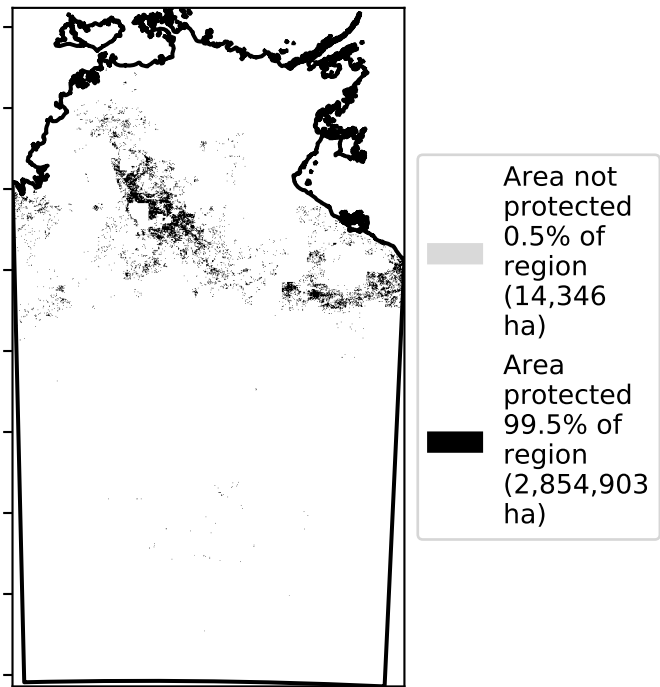 Area not
protected
0.5% of
region
(14,346
ha)
Area
protected
99.5% of
region
(2,854,903
ha)